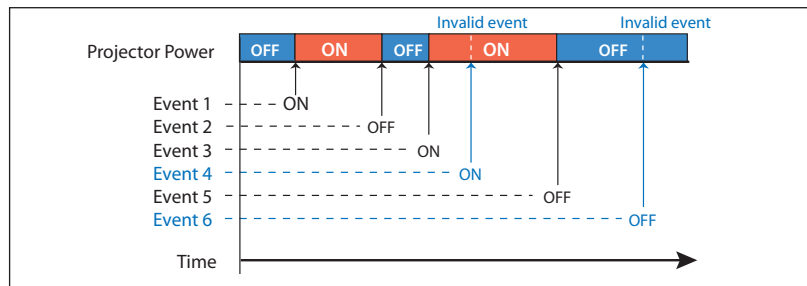 Invalid event Invalid event
Projector Power OFF ON OFF ON OFF
Event 1 ON
Event 2 OFF
Event 3 ON
Event 4 ON
Event 5 OFF
Event 6 OFF
Time